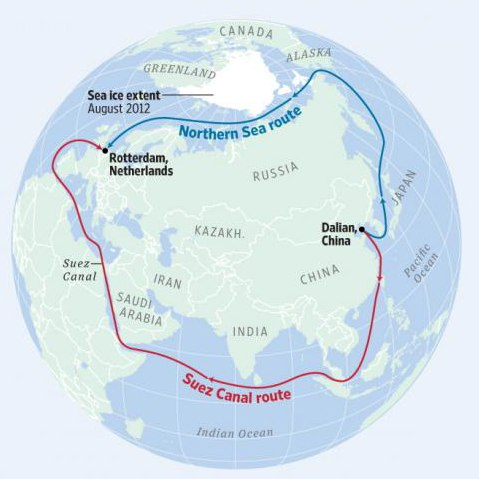 CANADA
ALASKA
GREENLAND
Sea ice extent
August 2012
Northern Sea route
Rotterdam,
Netherlands
RUSSIA
JAPAN
KAZAKH.
Dalian,
China
Pacific
Ocean
Suez
Canal
IRAN
CHINA
SAUDI
ARABIA
INDIA
Suez Canal route
Indian Ocean